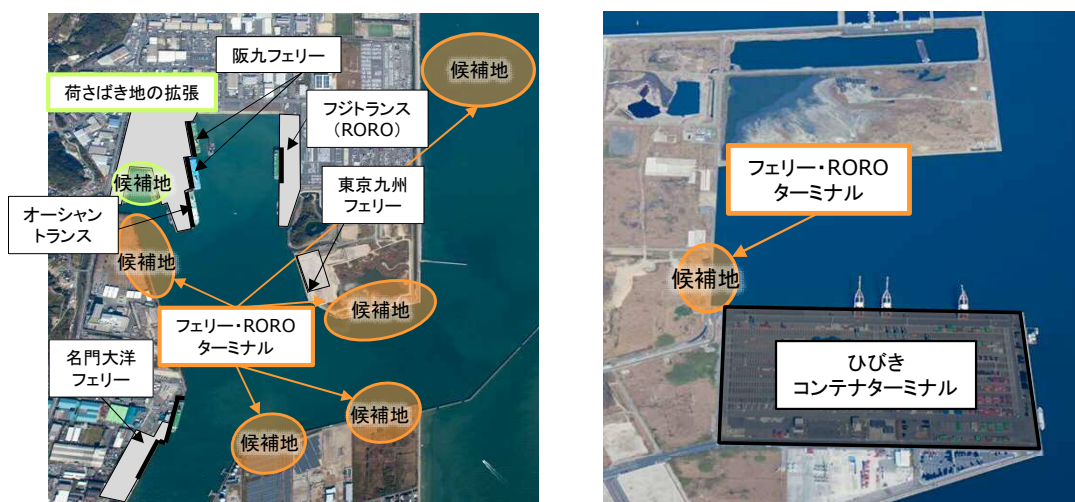 阪九フェリー
候補地
荷さばき地の拡張
フジトランス
（RORO）
候補地
東京九州
フェリー
オーシャン
トランス
候補地
候補地
フェリー・RORO
ターミナル
名門大洋
フェリー
候補地
候補地
フェリー・RORO
ターミナル
候補地
ひびき
コンテナターミナル